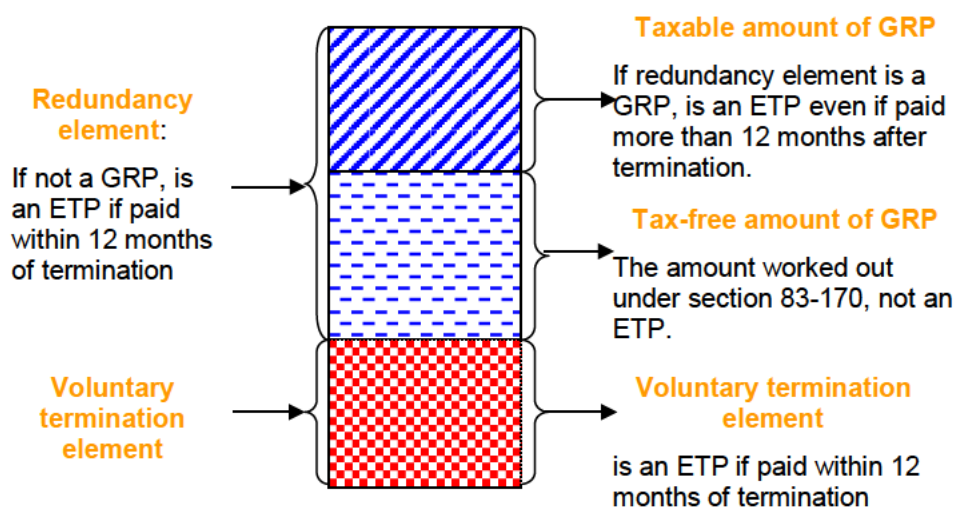 Redundancy
element:
If not a GRP, is
an ETP if paid
within 12 months
of termination
Voluntary
termination
element
Taxable amount of GRP
If redundancy element is a
GRP, is an ETP even if paid
more than 12 months after
termination.
Tax-free amount of GRP
The amount worked out
under section 83-170, not an
ETP.
Voluntary termination
element
is an ETP if paid within 12
months of termination